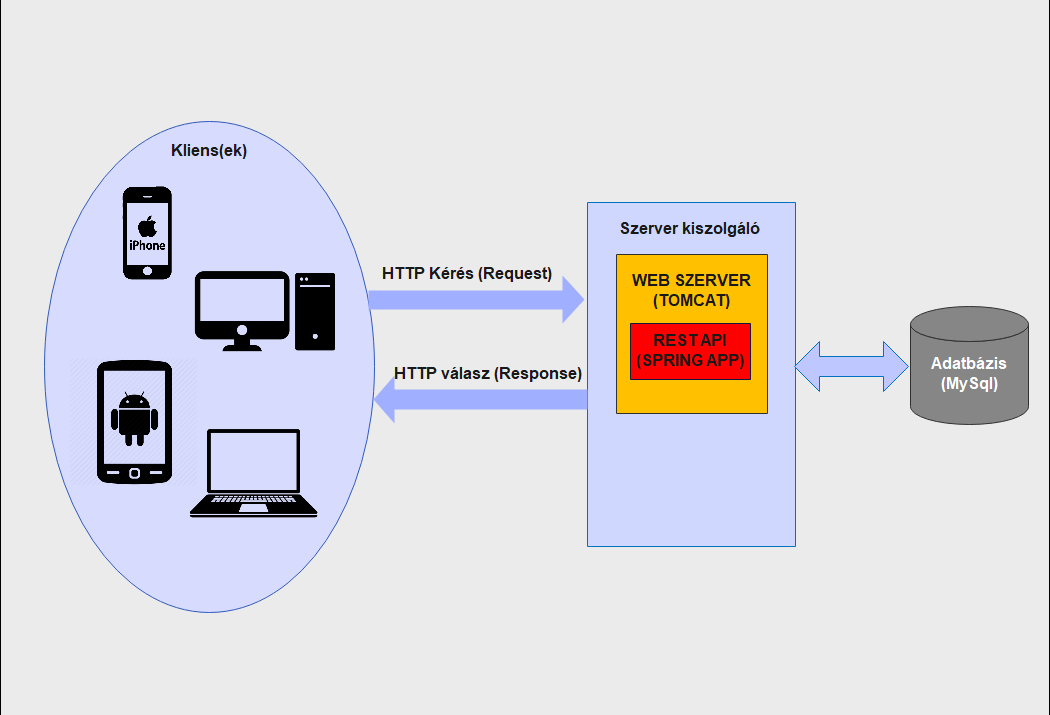 Kliens(ek)
iPhone
HTTP Kérés (Request)
HTTP válasz (Response)
Szerver kiszolgáló
WEB SZERVER
(TOMCAT)
REST API
(SPRING APP)
Adatbázis
(MySql)